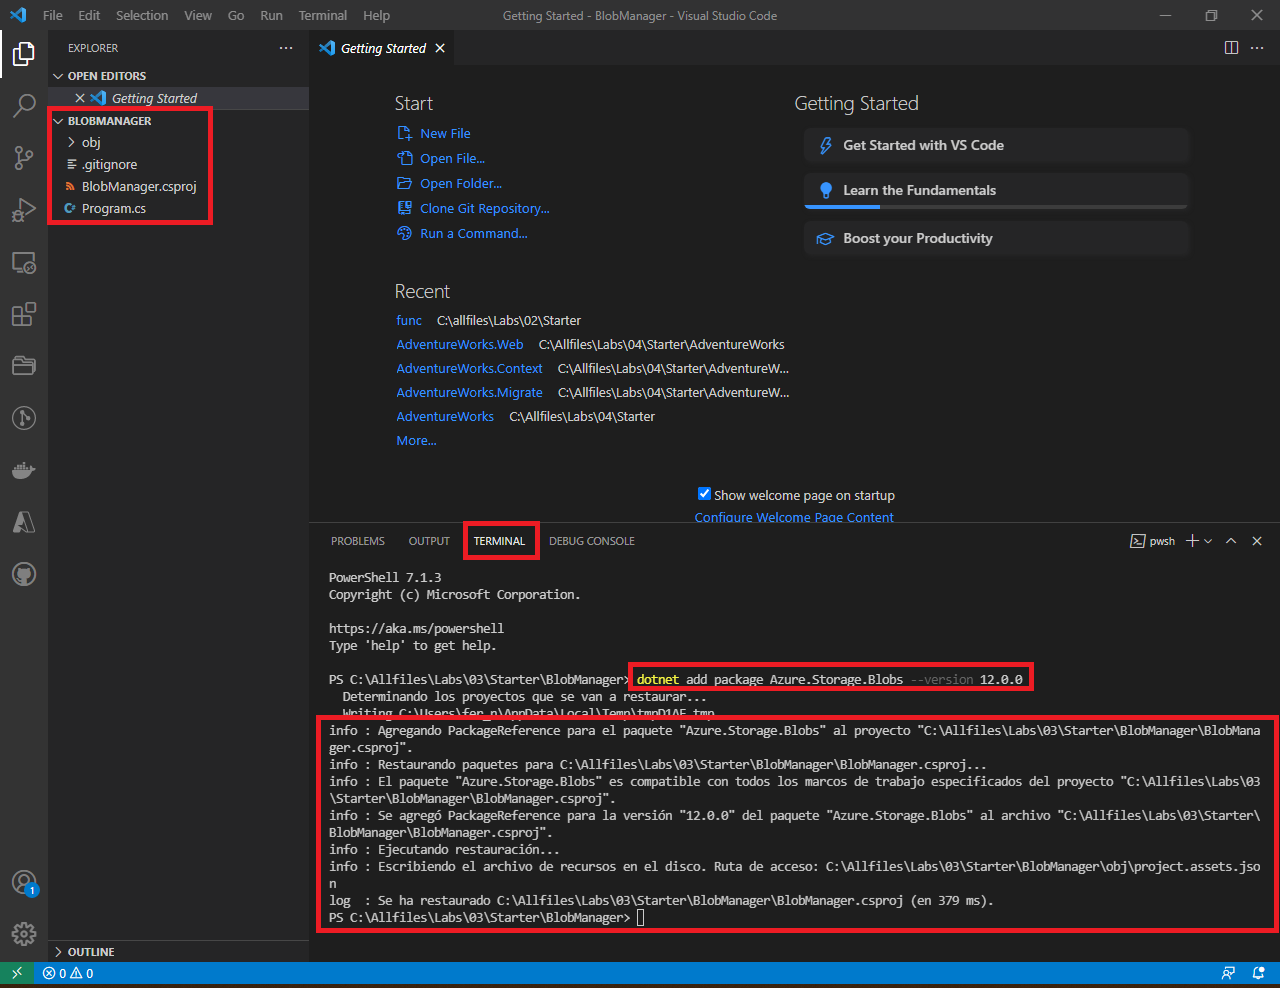 File Edit Selection View Go Run Terminal Help
Getting Started - BlobManager - Visual Studio Code
EXPLORER
OPEN EDITORS
Getting Started
BLOBMANAGER
obj
.gitignore
BlobManager.csproj
Program.cs
OUTLINE
Getting Started
Start
New File
Open File...
Open Folder...
Clone Git Repository...
Run a Command...
Recent
func C:\allfiles\Labs\02\Starter
AdventureWorks.Web C:\Allfiles\Labs\04\Starter\AdventureWorks
AdventureWorks.Context C:\Allfiles\Labs\04\Starter\AdventureW...
AdventureWorks.Migrate C:\Allfiles\Labs\04\Starter\AdventureW...
AdventureWorks C:\Allfiles\Labs\04\Starter
More...
Getting Started
Get Started with VS Code
Learn the Fundamentals
Boost your Productivity
Show welcome page on startup
Configure Welcome Page Content
PROBLEMS OUTPUT TERMINAL DEBUG CONSOLE
pwsh
PowerShell 7.1.3
Copyright (c) Microsoft Corporation.
https://aka.ms/powershell
Type 'help' to get help.
PS C:\Allfiles\Labs\03\Starter\BlobManager> dotnet add package Azure.Storage.Blobs --version 12.0.0
Determinando los proyectos que se van a restaurar...
Writing C:\Users\fer_n\AppData\Local\Temp\tmpD1AF.tmp
info : Agregando PackageReference para el paquete "Azure.Storage.Blobs" al proyecto "C:\Allfiles\Labs\03\Starter\BlobManager\BlobMana
ger.csproj".
info : Restaurando paquetes para C:\Allfiles\Labs\03\Starter\BlobManager\BlobManager.csproj...
info : El paquete "Azure.Storage.Blobs" es compatible con todos los marcos de trabajo especificados del proyecto "C:\Allfiles\Labs\03
\Starter\BlobManager\BlobManager.csproj".
info : Se agregó PackageReference para la versión "12.0.0" del paquete "Azure.Storage.Blobs" al archivo "C:\Allfiles\Labs\03\Starter\
BlobManager\BlobManager.csproj".
info : Ejecutando restauración...
info : Escribiendo el archivo de recursos en el disco. Ruta de acceso: C:\Allfiles\Labs\03\Starter\BlobManager\obj\project.assets.jso
n
log  : Se ha restaurado C:\Allfiles\Labs\03\Starter\BlobManager\BlobManager.csproj (en 379 ms).
PS C:\Allfiles\Labs\03\Starter\BlobManager>
1
0 0